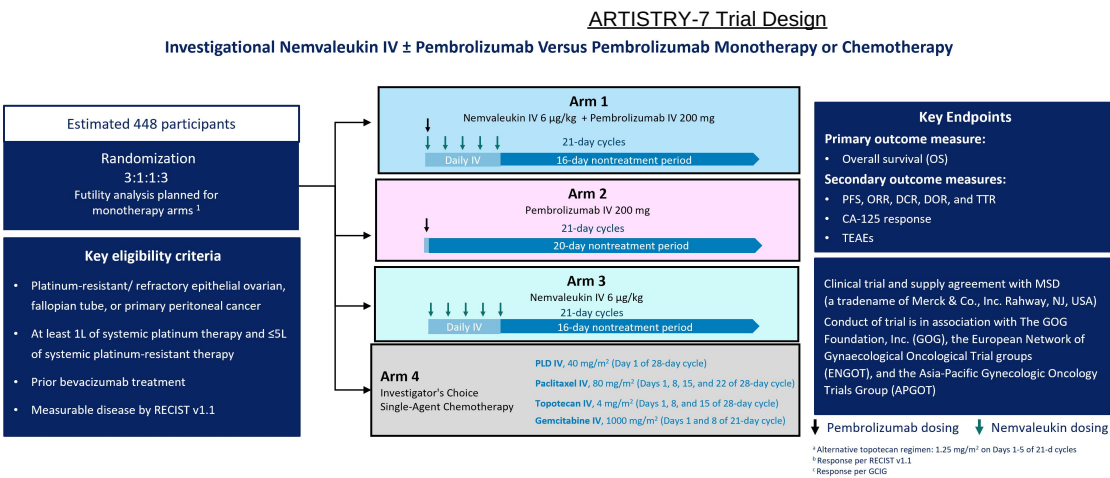 ARTISTRY-7 Trial Design
Investigational Nemvaleukin IV ± Pembrolizumab Versus Pembrolizumab Monotherapy or Chemotherapy
Estimated 448 participants
Randomization
3:1:1:3
Futility analysis planned for
monotherapy arms ¹
Key eligibility criteria
• Platinum-resistant/ refractory epithelial ovarian,
fallopian tube, or primary peritoneal cancer
• At least 1L of systemic platinum therapy and ≤5L
of systemic platinum-resistant therapy
• Prior bevacizumab treatment
• Measurable disease by RECIST v1.1
Arm 1
Nemvaleukin IV 6 µg/kg + Pembrolizumab IV 200 mg
21-day cycles
Daily IV
16-day nontreatment period
Arm 2
Pembrolizumab IV 200 mg
21-day cycles
20-day nontreatment period
Arm 3
Nemvaleukin IV 6 µg/kg
21-day cycles
Daily IV
16-day nontreatment period
Arm 4
Investigator's Choice
Single-Agent Chemotherapy
PLD IV, 40 mg/m² (Day 1 of 28-day cycle)
Paclitaxel IV, 80 mg/m² (Days 1, 8, 15, and 22 of 28-day cycle)
Topotecan IV, 4 mg/m² (Days 1, 8, and 15 of 28-day cycle)
Gemcitabine IV, 1000 mg/m² (Days 1 and 8 of 21-day cycle)
Key Endpoints
Primary outcome measure:
• Overall survival (OS)
Secondary outcome measures:
• PFS, ORR, DCR, DOR, and TTR
• CA-125 response
• TEAEs
Clinical trial and supply agreement with MSD
(a tradename of Merck & Co., Inc. Rahway, NJ, USA)
Conduct of trial is in association with The GOG
Foundation, Inc. (GOG), the European Network of
Gynaecological Oncological Trial groups
(ENGOT), and the Asia-Pacific Gynecologic Oncology
Trials Group (APGOT)
Pembrolizumab dosing
Nemvaleukin dosing
ᵃ Alternative topotecan regimen: 1.25 mg/m² on Days 1-5 of 21-d cycles
ᵇ Response per RECIST v1.1
ᶜ Response per GCIG